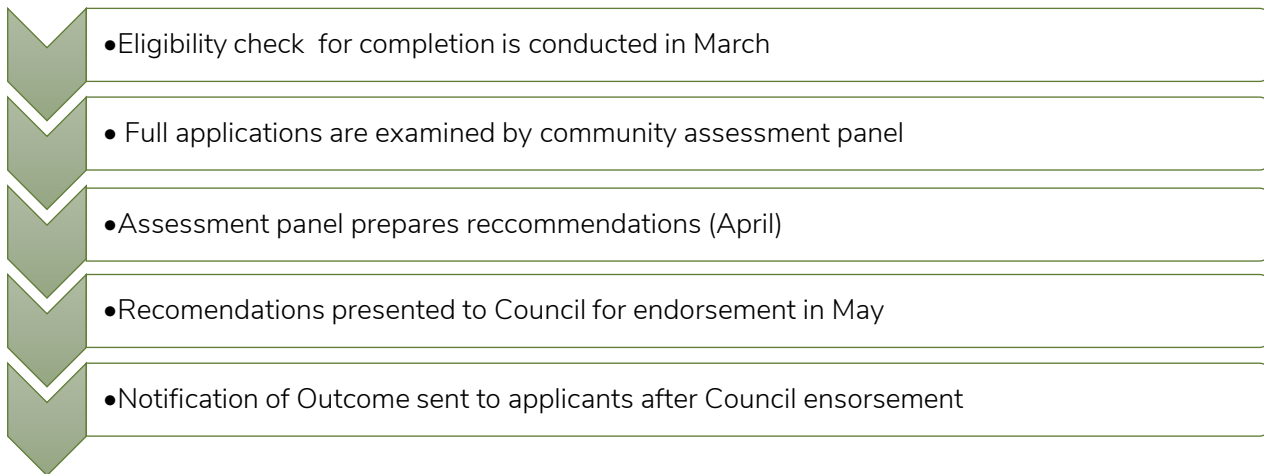 •Eligibility check  for completion is conducted in March
• Full applications are examined by community assessment panel
•Assessment panel prepares reccommendations (April)
•Recomendations presented to Council for endorsement in May
•Notification of Outcome sent to applicants after Council ensorsement